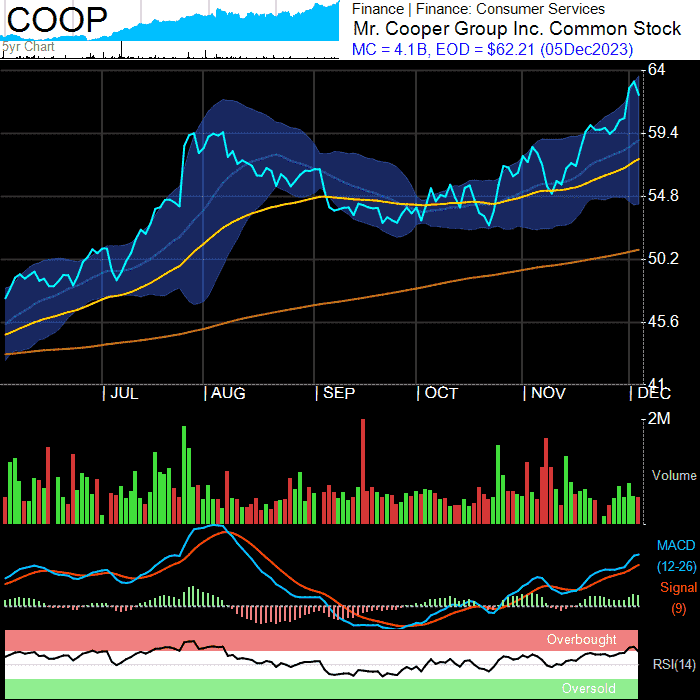 COOP
5yr Chart
Finance | Finance: Consumer Services
Mr. Cooper Group Inc. Common Stock
MC = 4.1B, EOD = $62.21 (05Dec2023)
64
59.4
54.8
50.2
45.6
41
JUL
AUG
SEP
OCT
NOV
DEC
2M
Volume
MACD
(12-26)
Signal
(9)
Overbought
RSI(14)
Oversold